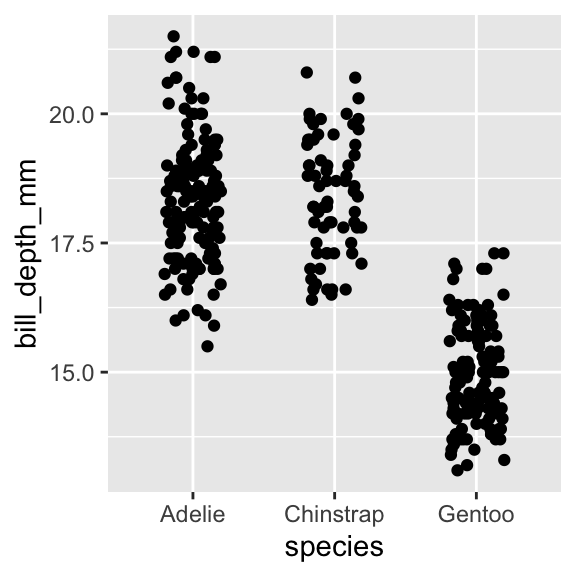 bill_depth_mm
20.0
17.5
15.0
Adelie Chinstrap Gentoo
species